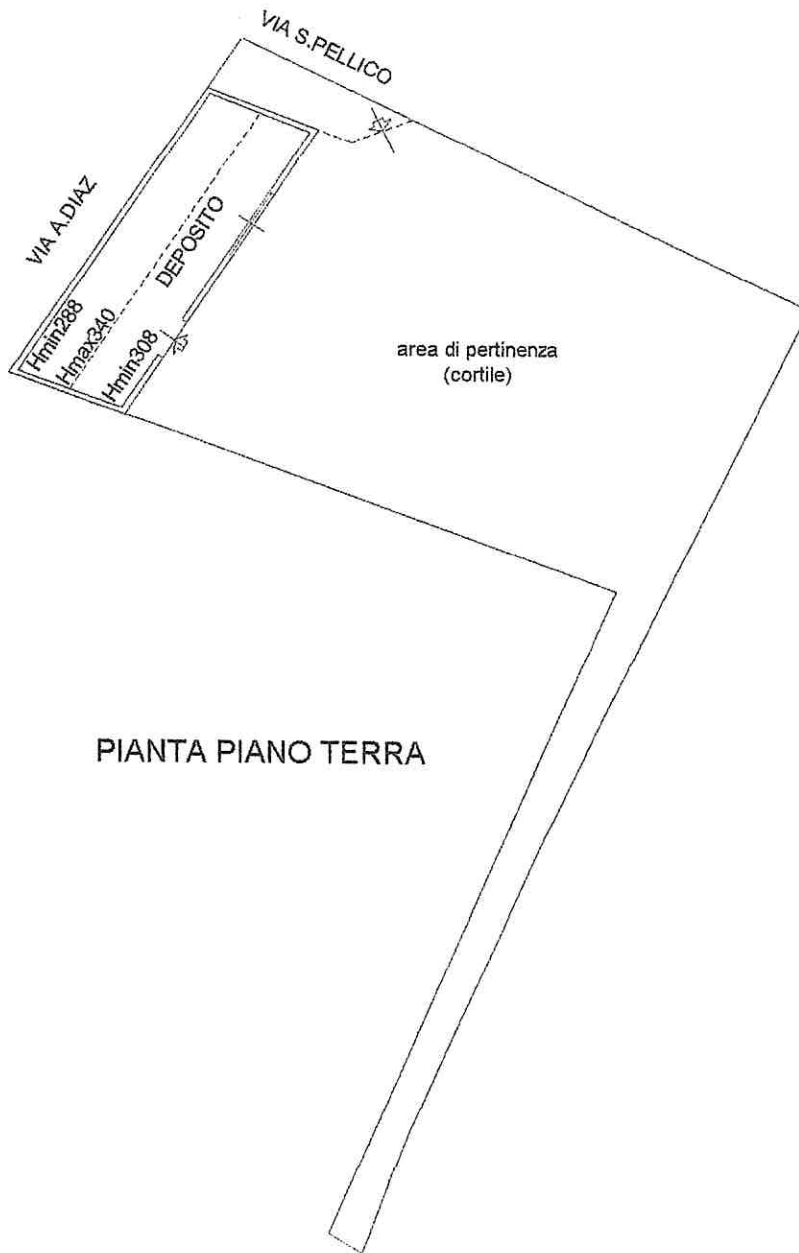 VIA S.PELLICO
VIA A.DIAZ
DEPOSITO
Hmin288
Hmax340
Hmin308
area di pertinenza
(cortile)
PIANTA PIANO TERRA